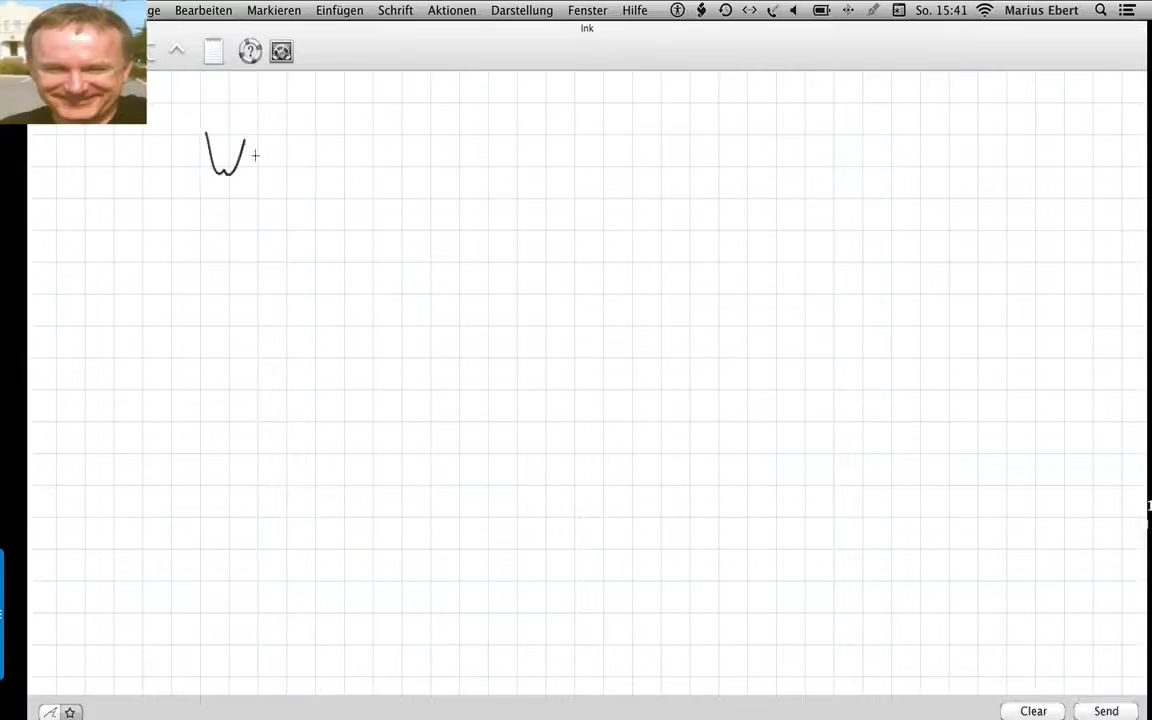 ge Bearbeiten Markieren Einfügen Schrift Aktionen Darstellung Fenster Hilfe So. 15:41 Marius Ebert
Ink
W
Clear Send